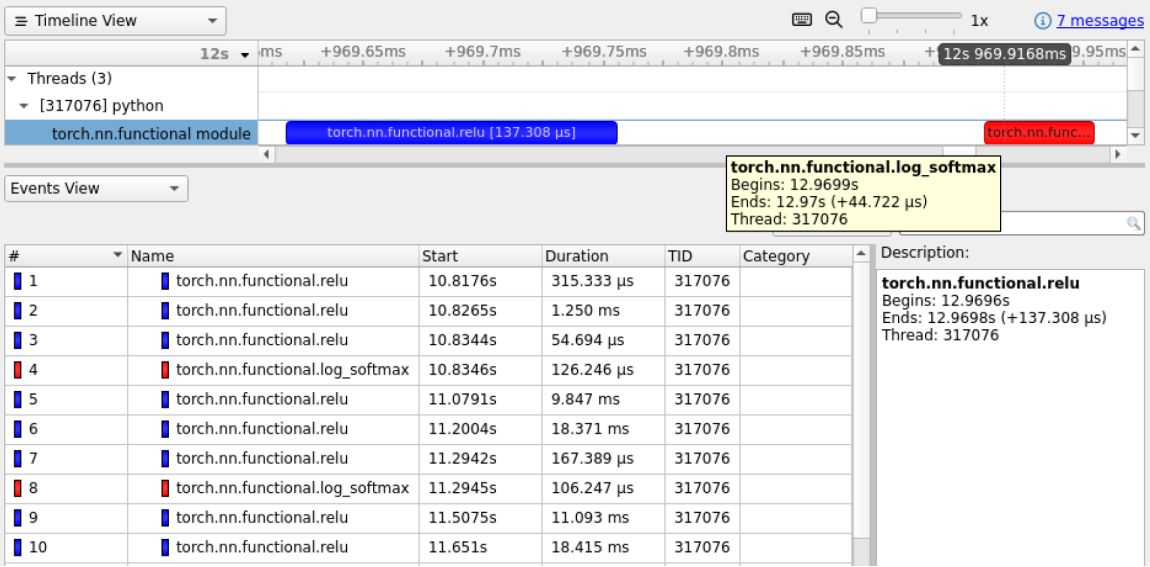 Timeline View
1x
7 messages
12s
ms +969.65ms +969.7ms +969.75ms +969.8ms +969.85ms 12s 969.9168ms 9.95ms
Threads (3)
[317076] python
torch.nn.functional module
torch.nn.functional.relu [137.308 µs]
torch.nn.func...
torch.nn.functional.log_softmax
Begins: 12.9699s
Ends: 12.97s (+44.722 µs)
Thread: 317076
Events View
# Name Start Duration TID Category
1 torch.nn.functional.relu 10.8176s 315.333 µs 317076
2 torch.nn.functional.relu 10.8265s 1.250 ms 317076
3 torch.nn.functional.relu 10.8344s 54.694 µs 317076
4 torch.nn.functional.log_softmax 10.8346s 126.246 µs 317076
5 torch.nn.functional.relu 11.0791s 9.847 ms 317076
6 torch.nn.functional.relu 11.2004s 18.371 ms 317076
7 torch.nn.functional.relu 11.2942s 167.389 µs 317076
8 torch.nn.functional.log_softmax 11.2945s 106.247 µs 317076
9 torch.nn.functional.relu 11.5075s 11.093 ms 317076
10 torch.nn.functional.relu 11.651s 18.415 ms 317076
Description:
torch.nn.functional.relu
Begins: 12.9696s
Ends: 12.9698s (+137.308 µs)
Thread: 317076